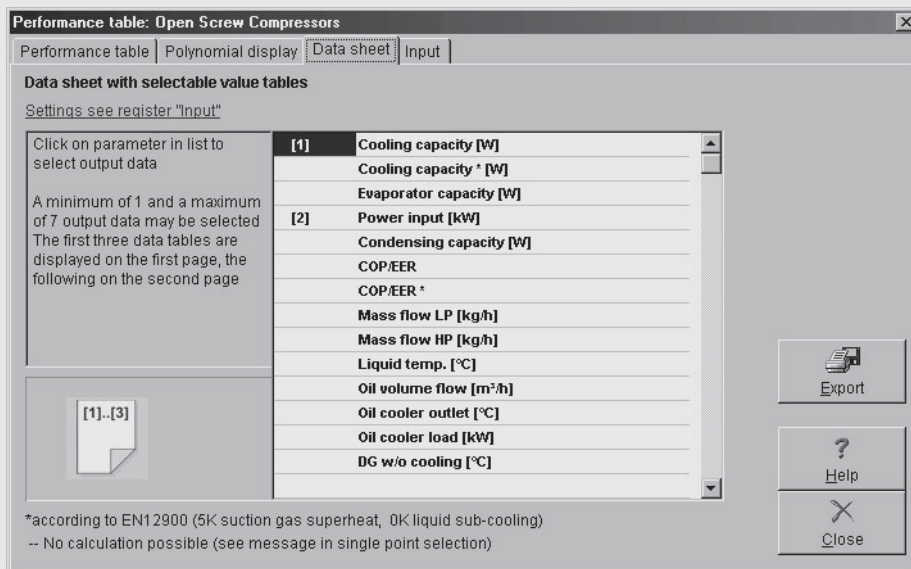 Performance table: Open Screw Compressors
Performance table
Polynomial display
Data sheet
Input
Data sheet with selectable value tables
Settings see register "Input"
Click on parameter in list to
select output data
A minimum of 1 and a maximum
of 7 output data may be selected
The first three data tables are
displayed on the first page, the
following on the second page
[1]..[3]
[1] Cooling capacity [W]
Cooling capacity * [W]
Evaporator capacity [W]
[2] Power input [kW]
Condensing capacity [W]
COP/EER
COP/EER *
Mass flow LP [kg/h]
Mass flow HP [kg/h]
Liquid temp. [°C]
Oil volume flow [m³/h]
Oil cooler outlet [°C]
Oil cooler load [kW]
DG w/o cooling [°C]
Export
? Help
Close
*according to EN12900 (5K suction gas superheat, 0K liquid sub-cooling)
-- No calculation possible (see message in single point selection)